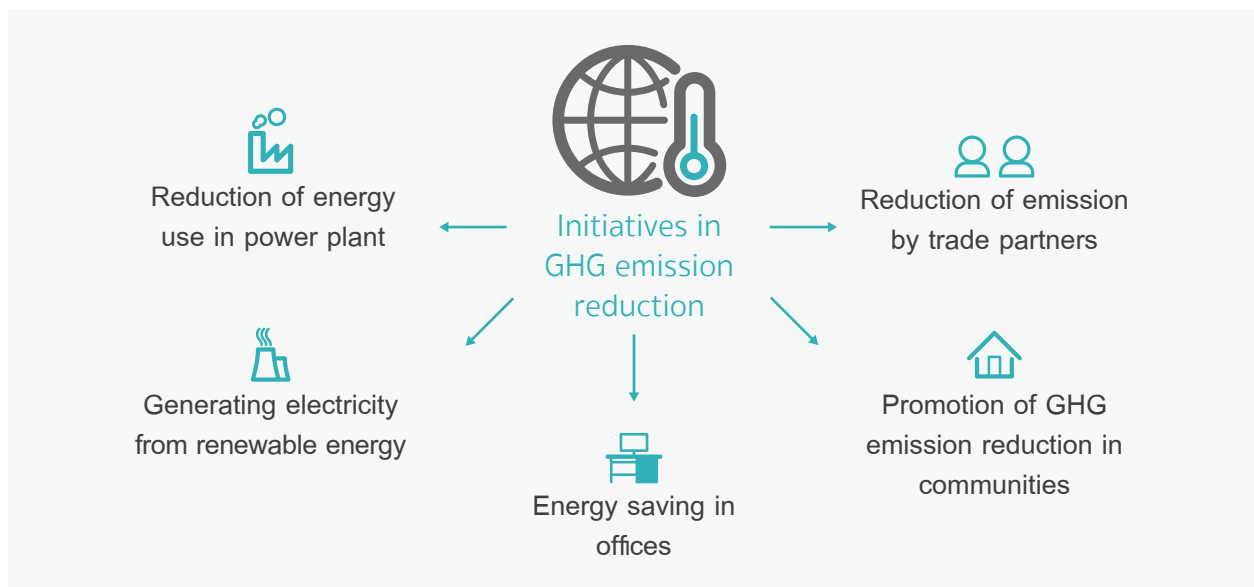 Initiatives in
GHG emission
reduction
Reduction of energy
use in power plant
Reduction of emission
by trade partners
Generating electricity
from renewable energy
Energy saving in
offices
Promotion of GHG
emission reduction in
communities